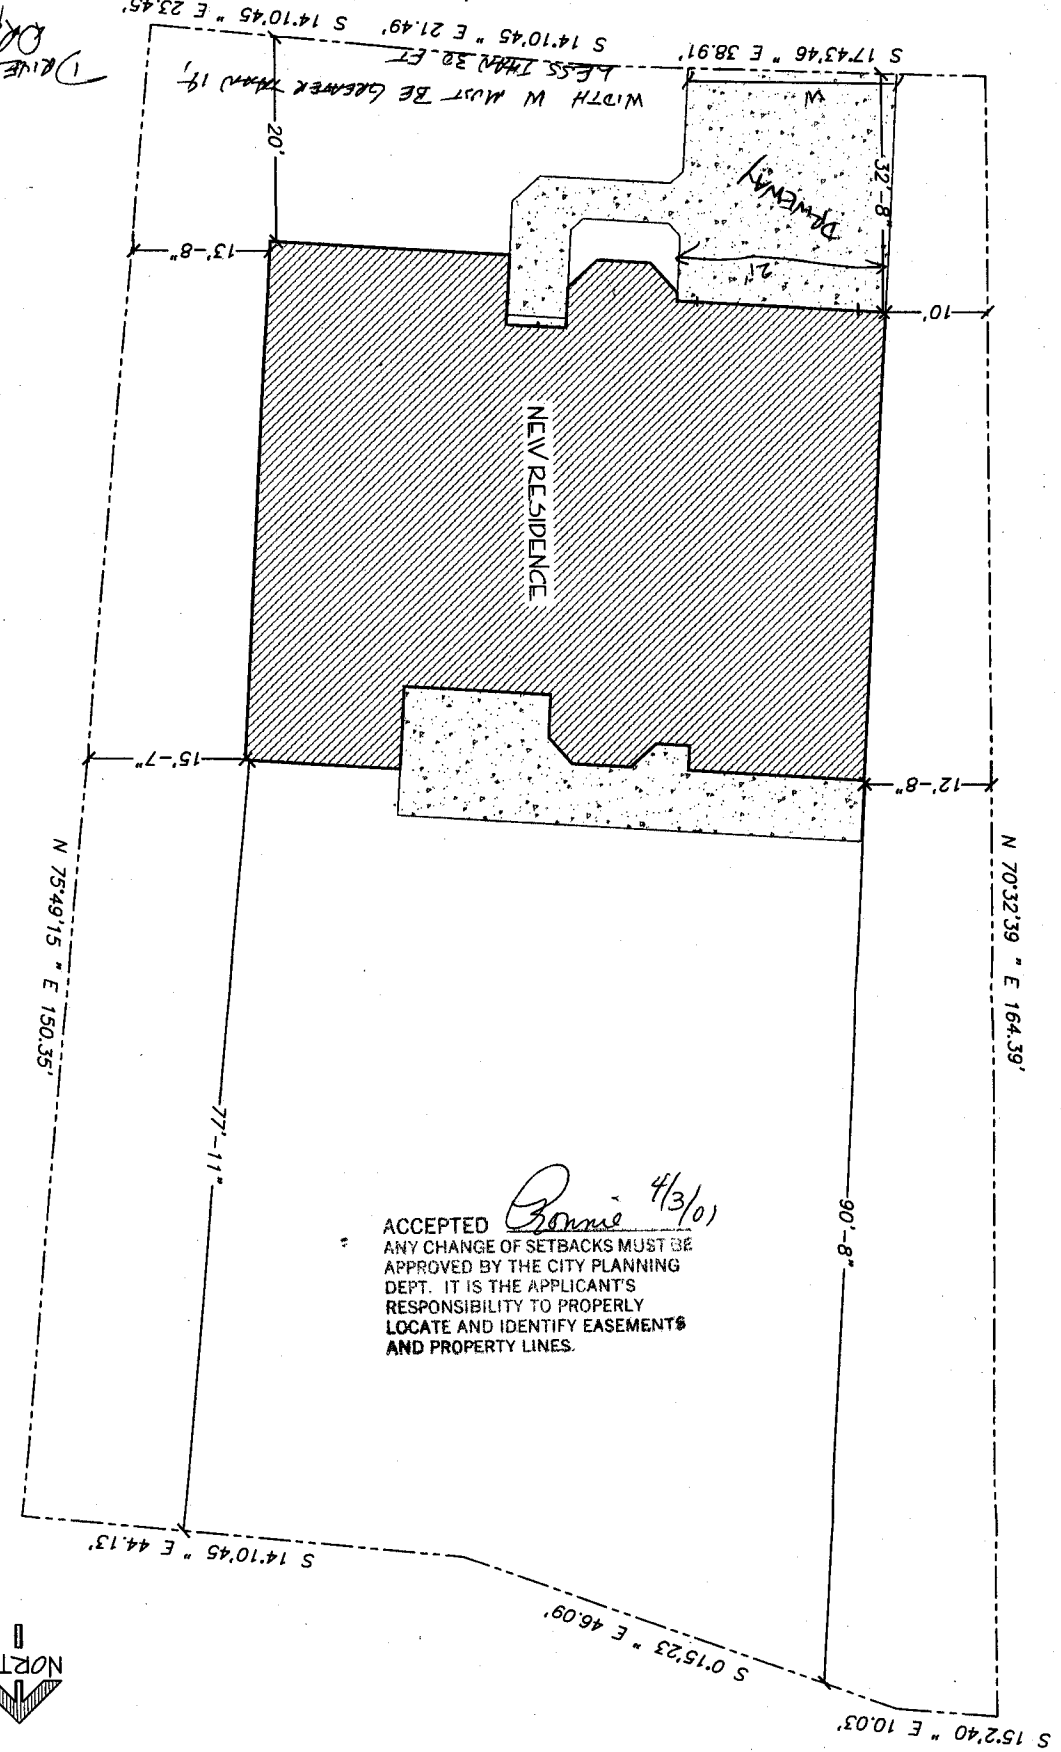 S 14°10'45 " E 23.45'
S 14°10'45 " E 21.49'
S 17°43'46 " E 38.91'
DRIVE
WIDTH W MUST BE GREATER THAN 14,
LESS THAN 30 FT
W
20'
32'-8"
DRIVEWAY
21'
13'-8"
10'
NEW RESIDENCE
15'-7"
12'-8"
N 75°49'15 " E 150.35'
N 70°32'39 " E 164.39'
77'-11"
90'-8"
ACCEPTED Ronnie 4/3/01
ANY CHANGE OF SETBACKS MUST BE
APPROVED BY THE CITY PLANNING
DEPT. IT IS THE APPLICANT'S
RESPONSIBILITY TO PROPERLY
LOCATE AND IDENTIFY EASEMENTS
AND PROPERTY LINES.
S 14°10'45 " E 44.13'
S 0°15'23 " E 46.09'
S 15°2'40 " E 10.03'
NORT